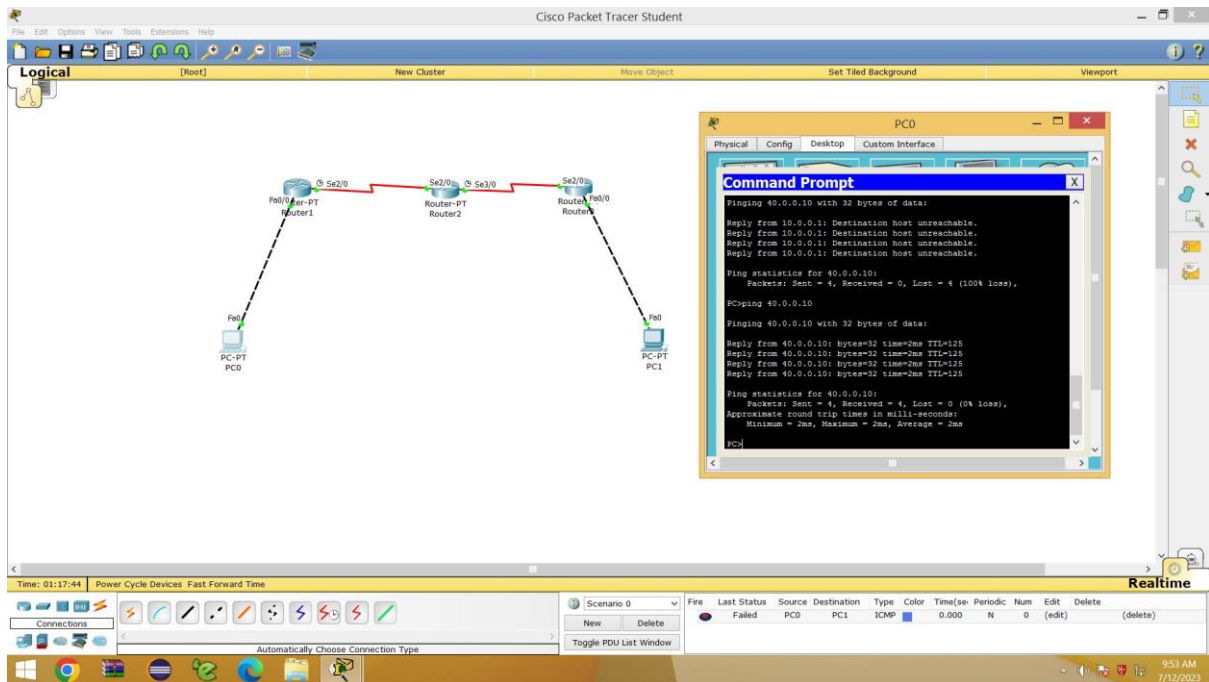 Cisco Packet Tracer Student
File Edit Options View Tools Extensions Help
Logical
[Root]
New Cluster
Move Object
Set Tiled Background
Viewport
Se2/0
Se2/0
Se3/0
Se2/0
Fa0/0
Fa0/0
Router-PT
Router1
Router2
Fa0
PC-PT
PC0
Fa0
PC-PT
PC1
PC0
Physical Config Desktop Custom Interface
Command Prompt
X
Pinging 40.0.0.10 with 32 bytes of data:
Reply from 10.0.0.1: Destination host unreachable.
Reply from 10.0.0.1: Destination host unreachable.
Reply from 10.0.0.1: Destination host unreachable.
Reply from 10.0.0.1: Destination host unreachable.
Ping statistics for 40.0.0.10:
Packets: Sent = 4, Received = 0, Lost = 4 (100% loss),
PC>ping 40.0.0.10
Pinging 40.0.0.10 with 32 bytes of data:
Reply from 40.0.0.10: bytes=32 time=2ms TTL=125
Reply from 40.0.0.10: bytes=32 time=2ms TTL=125
Reply from 40.0.0.10: bytes=32 time=2ms TTL=125
Reply from 40.0.0.10: bytes=32 time=2ms TTL=125
Ping statistics for 40.0.0.10:
Packets: Sent = 4, Received = 4, Lost = 0 (0% loss),
Approximate round trip times in milli-seconds:
Minimum = 2ms, Maximum = 2ms, Average = 2ms
PC>
Time: 01:17:44 Power Cycle Devices Fast Forward Time
Realtime
Connections
Automatically Choose Connection Type
Scenario 0
New Delete
Toggle PDU List Window
Fire Last Status Source Destination Type Color Time(se Periodic Num Edit Delete
Failed PC0 PC1 ICMP 0.000 N 0 (edit) (delete)
9:53 AM
7/12/2023